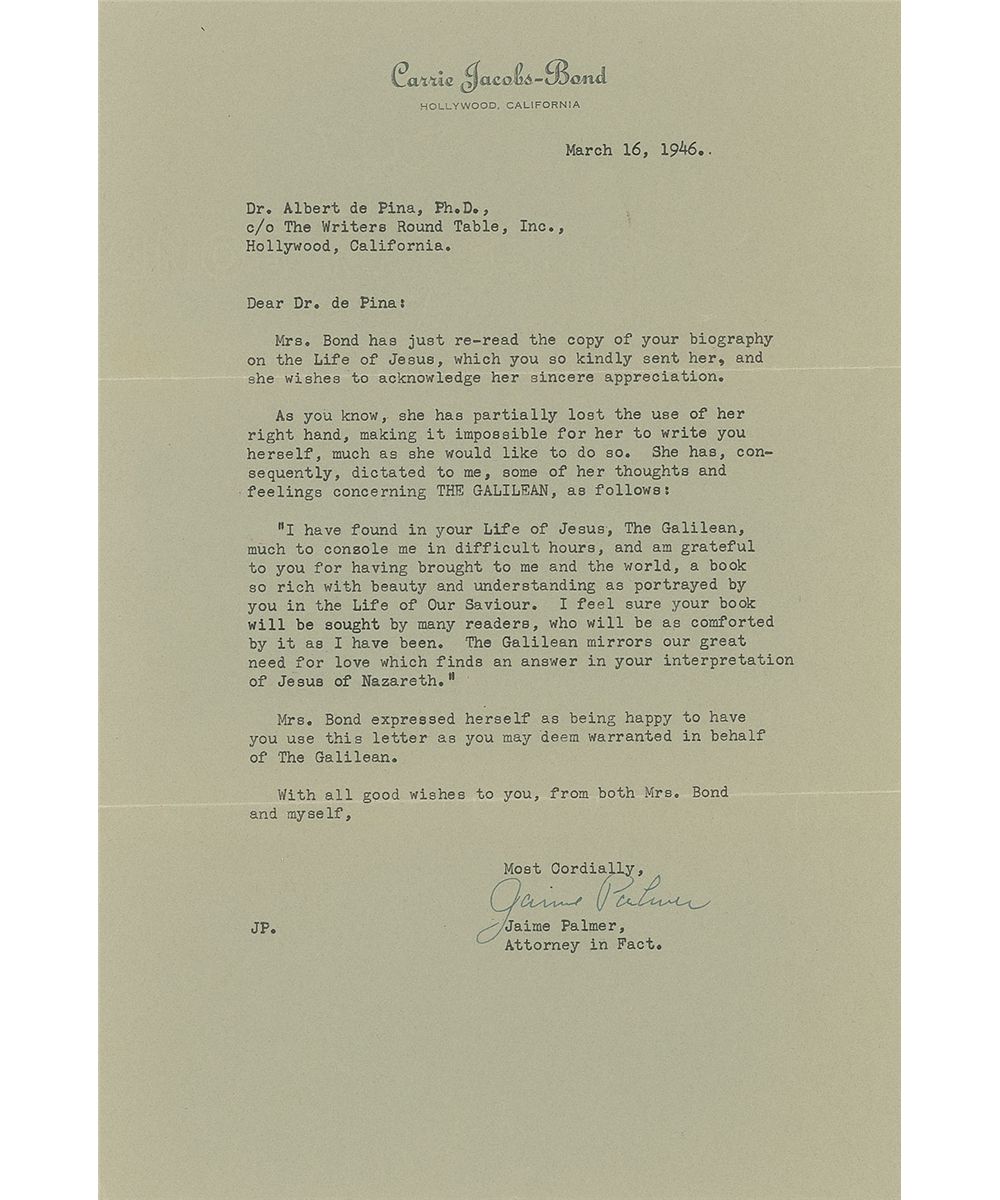 Carrie Jacobs-Bond
HOLLYWOOD, CALIFORNIA
March 16, 1946..
Dr. Albert de Pina, Ph.D.,
c/o The Writers Round Table, Inc.,
Hollywood, California.
Dear Dr. de Pina:
Mrs. Bond has just re-read the copy of your biography
on the Life of Jesus, which you so kindly sent her, and
she wishes to acknowledge her sincere appreciation.
As you know, she has partially lost the use of her
right hand, making it impossible for her to write you
herself, much as she would like to do so. She has, con-
sequently, dictated to me, some of her thoughts and
feelings concerning THE GALILEAN, as follows:
"I have found in your Life of Jesus, The Galilean,
much to console me in difficult hours, and am grateful
to you for having brought to me and the world, a book
so rich with beauty and understanding as portrayed by
you in the Life of Our Saviour. I feel sure your book
will be sought by many readers, who will be as comforted
by it as I have been. The Galilean mirrors our great
need for love which finds an answer in your interpretation
of Jesus of Nazareth."
Mrs. Bond expressed herself as being happy to have
you use this letter as you may deem warranted in behalf
of The Galilean.
With all good wishes to you, from both Mrs. Bond
and myself,
Most Cordially,
Jaime Palmer
JP.
Jaime Palmer,
Attorney in Fact.